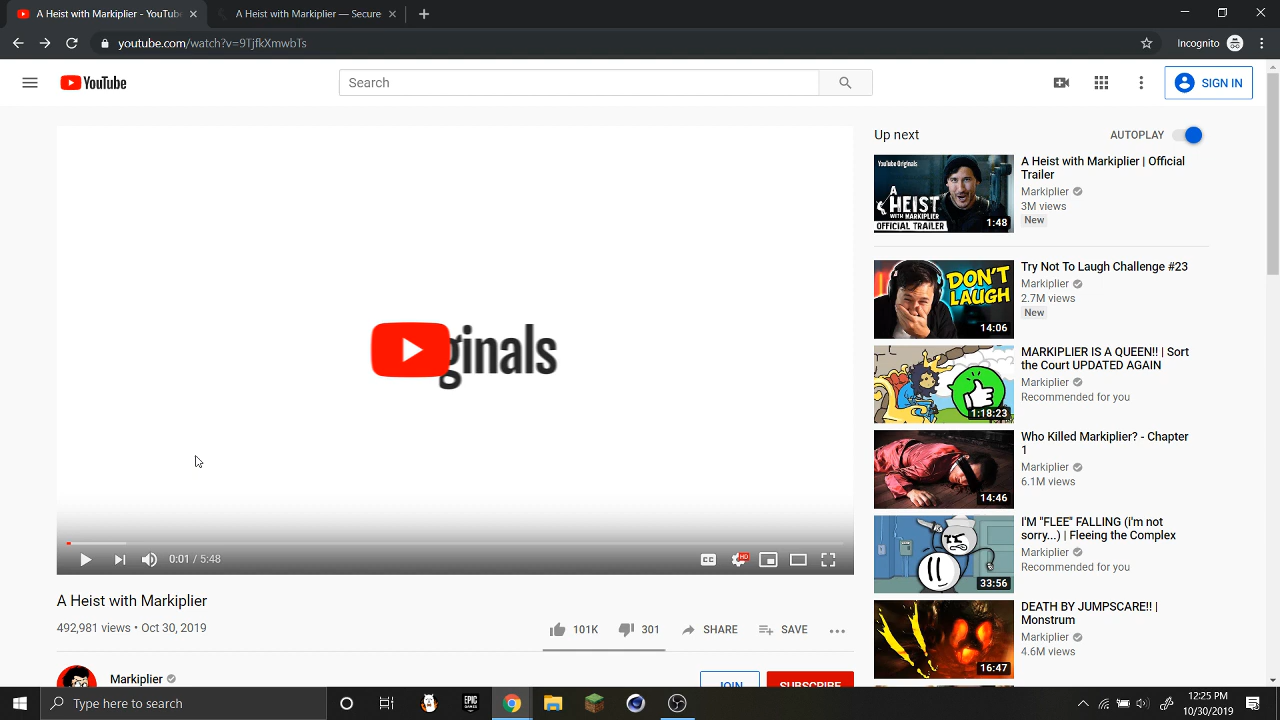 A Heist with Markiplier - YouTub
A Heist with Markiplier — Secure
youtube.com/watch?v=9TjfkXmwbTs
Incognito
YouTube
Search
SIGN IN
ginals
0:01 / 5:48
CC
HD
A Heist with Markiplier
492,981 views • Oct 30, 2019
101K
301
SHARE
SAVE
Markiplier
JOIN
SUBSCRIBE
Up next
AUTOPLAY
YouTube Originals
A
HEIST
WITH MARKIPLIER
OFFICIAL TRAILER
1:48
A Heist with Markiplier | Official
Trailer
Markiplier
3M views
New
DON'T
LAUGH
14:06
Try Not To Laugh Challenge #23
Markiplier
2.7M views
New
1:18:23
MARKIPLIER IS A QUEEN!! | Sort
the Court UPDATED AGAIN
Markiplier
Recommended for you
14:46
Who Killed Markiplier? - Chapter
1
Markiplier
6.1M views
33:56
I'M "FLEE" FALLING (i'm not
sorry...) | Fleeing the Complex
Markiplier
Recommended for you
16:47
DEATH BY JUMPSCARE!! |
Monstrum
Markiplier
4.6M views
Type here to search
EPIC
GAMES
12:25 PM
10/30/2019